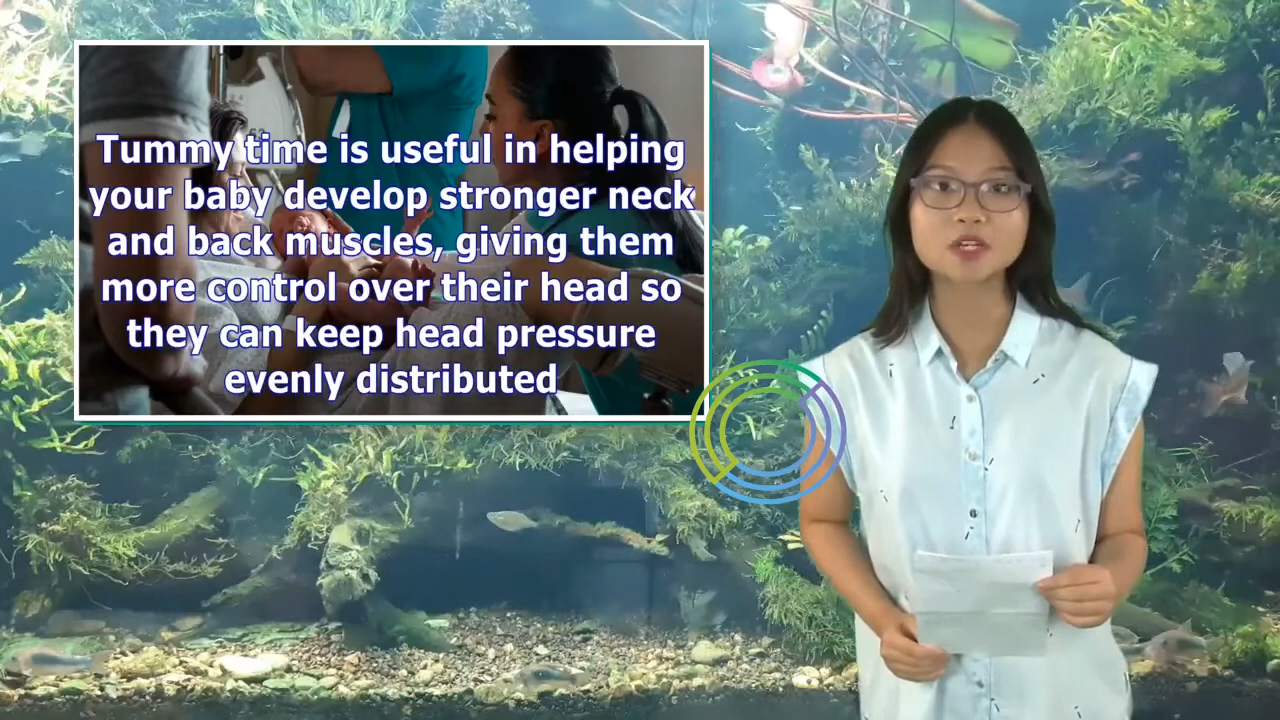 Tummy time is useful in helping
your baby develop stronger neck
and back muscles, giving them
more control over their head so
they can keep head pressure
evenly distributed